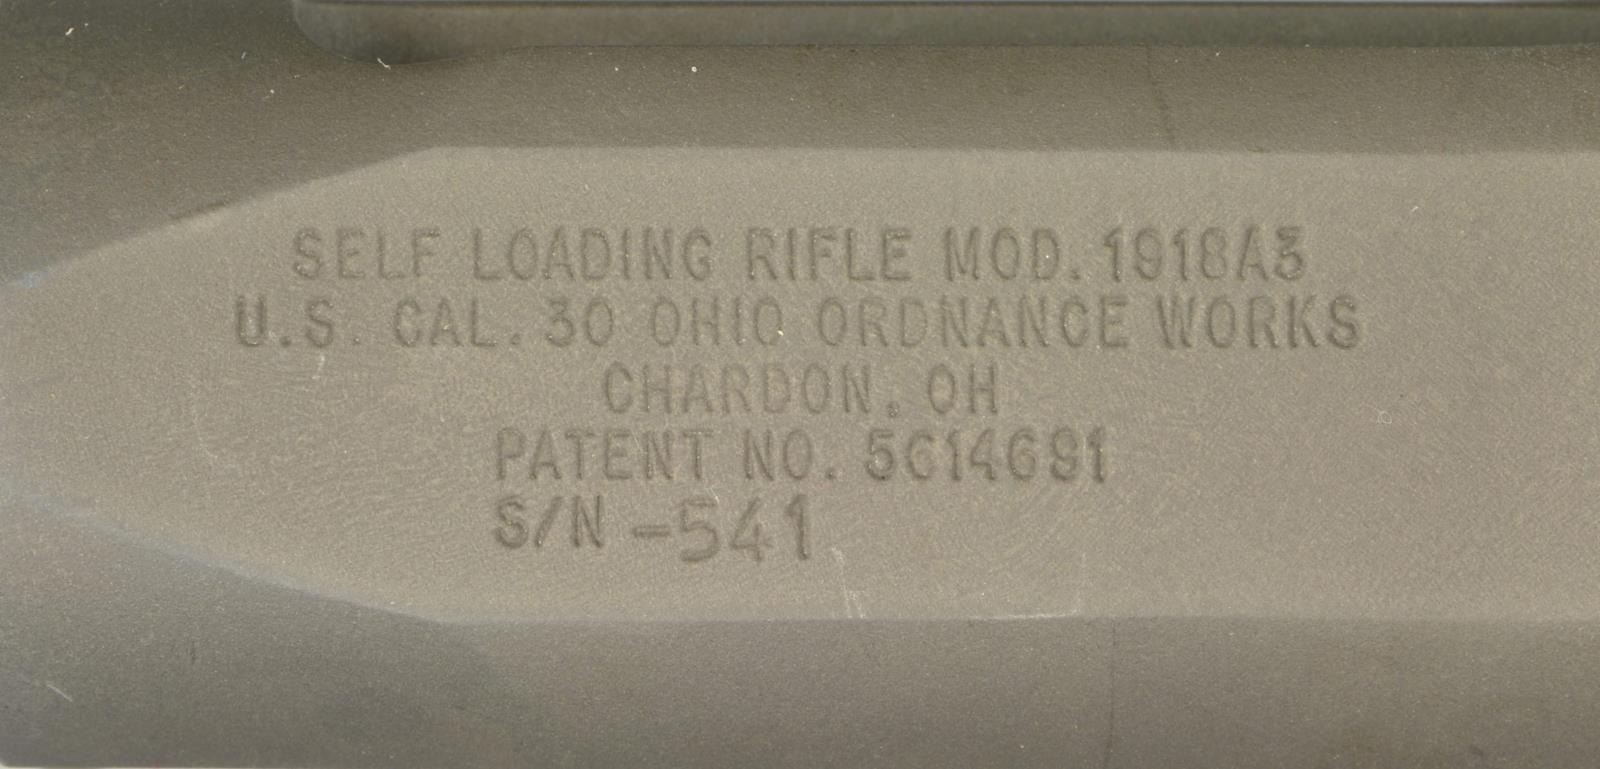 SELF LOADING RIFLE MOD. 1918A3
U.S. CAL. 30 OHIO ORDNANCE WORKS
CHARDON, OH
PATENT NO. 5614691
S/N -541